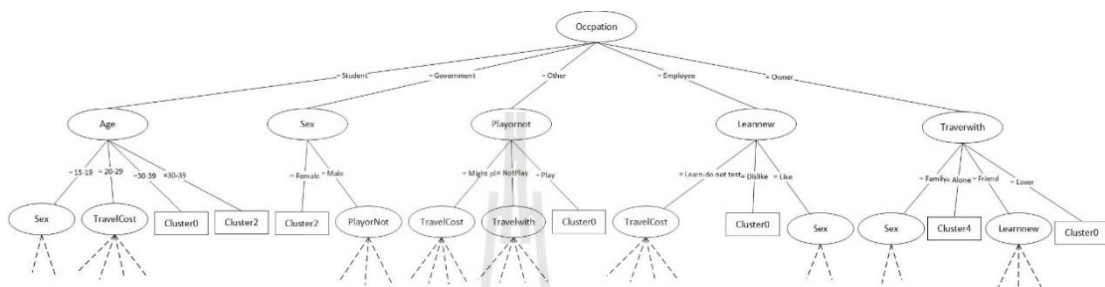 Occpation
= Student
= Government
= Other
= Employee
= Owner
Age
Sex
Playornot
Leannew
Traverwith
= 15-19
= 20-29
=30-39
=30-39
= Female
= Male
= Might pl
= NotPlay
= Play
= Learn do not test
= Dislike
= Like
= Family
= Alone
= Friend
= Lover
Sex
TravelCost
Cluster0
Cluster2
Cluster2
PlayorNot
TravelCost
Travelwith
Cluster0
TravelCost
Cluster0
Sex
Sex
Cluster4
Learnnew
Cluster0